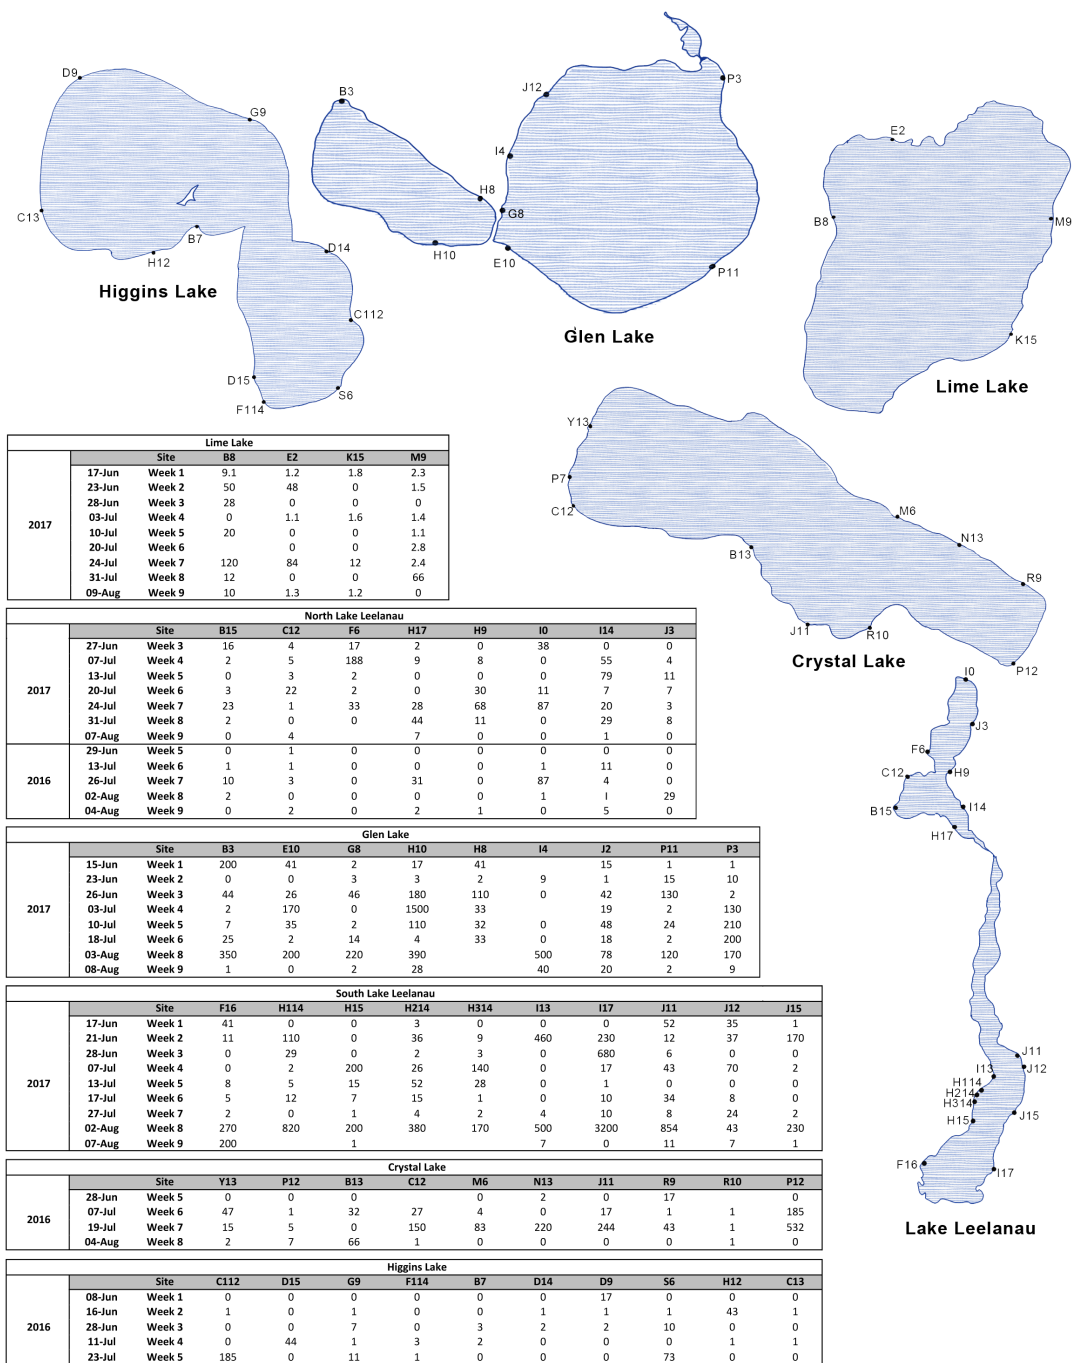 D9
G9
C13
B7
H12
D14
C112
D15
F114
S6
Higgins Lake
B3
H8
H10
J12
I4
G8
E10
P3
P11
Glen Lake
E2
B8
M9
K15
Lime Lake
Y13
P7
C12
B13
M6
N13
R9
J11
R10
P12
Crystal Lake
I0
J3
F6
C12
H9
B15
I14
H17
J11
I13
J12
H114
H214
H314
H15
J15
F16
I17
Lake Leelanau
Lime Lake
Site B8 E2 K15 M9
2017
17-Jun Week 1 9.1 1.2 1.8 2.3
23-Jun Week 2 50 48 0 1.5
28-Jun Week 3 28 0 0 0
03-Jul Week 4 0 1.1 1.6 1.4
10-Jul Week 5 20 0 0 1.1
20-Jul Week 6 0 0 2.8
24-Jul Week 7 120 84 12 2.4
31-Jul Week 8 12 0 0 66
09-Aug Week 9 10 1.3 1.2 0
North Lake Leelanau
Site B15 C12 F6 H17 H9 I0 I14 J3
2017
27-Jun Week 3 16 4 17 2 0 38 0 0
07-Jul Week 4 2 5 188 9 8 0 55 4
13-Jul Week 5 0 3 2 0 0 0 79 11
20-Jul Week 6 3 22 2 0 30 11 7 7
24-Jul Week 7 23 1 33 28 68 87 20 3
31-Jul Week 8 2 0 0 44 11 0 29 8
07-Aug Week 9 0 4 7 0 1 0
2016
29-Jun Week 5 0 1 0 0 0 0 0 0
13-Jul Week 6 1 1 0 0 0 1 11 0
26-Jul Week 7 10 3 0 31 0 87 4 0
02-Aug Week 8 2 0 0 0 0 1 I 29
04-Aug Week 9 0 2 0 2 1 0 5 0
Glen Lake
Site B3 E10 G8 H10 H8 I4 J2 P11 P3
2017
15-Jun Week 1 200 41 2 17 41 15 1 1
23-Jun Week 2 0 0 3 3 2 9 1 15 10
26-Jun Week 3 44 26 46 180 110 0 42 130 2
03-Jul Week 4 2 170 0 1500 33 19 2 130
10-Jul Week 5 7 35 2 110 32 0 48 24 210
18-Jul Week 6 25 2 14 4 33 0 18 2 200
03-Aug Week 8 350 200 220 390 500 78 120 170
08-Aug Week 9 1 0 2 28 40 20 2 9
South Lake Leelanau
Site F16 H114 H15 H214 H314 I13 I17 J11 J12 J15
2017
17-Jun Week 1 41 0 0 3 0 0 0 52 35 1
21-Jun Week 2 11 110 0 36 9 460 230 12 37 170
28-Jun Week 3 0 29 0 2 3 0 680 6 0 0
07-Jul Week 4 0 2 200 26 140 0 17 43 70 2
13-Jul Week 5 8 5 15 52 28 0 1 0 0 0
17-Jul Week 6 5 12 7 15 1 0 10 34 8 0
27-Jul Week 7 2 0 1 4 2 4 10 8 24 2
02-Aug Week 8 270 820 200 380 170 500 3200 854 43 230
07-Aug Week 9 200 1 7 0 11 7 1
Crystal Lake
Site Y13 P12 B13 C12 M6 N13 J11 R9 R10 P12
2016
28-Jun Week 5 0 0 0 0 2 0 17 0
07-Jul Week 6 47 1 32 27 4 0 17 1 1 185
19-Jul Week 7 15 5 0 150 83 220 244 43 1 532
04-Aug Week 8 2 7 66 1 0 0 0 0 1 0
Higgins Lake
Site C112 D15 G9 F114 B7 D14 D9 S6 H12 C13
2016
08-Jun Week 1 0 0 0 0 0 0 17 0 0 0
16-Jun Week 2 1 0 1 0 0 1 1 1 43 1
28-Jun Week 3 0 0 7 0 3 2 2 10 0 0
11-Jul Week 4 0 44 1 3 2 0 0 0 1 1
23-Jul Week 5 185 0 11 1 0 0 0 73 0 0